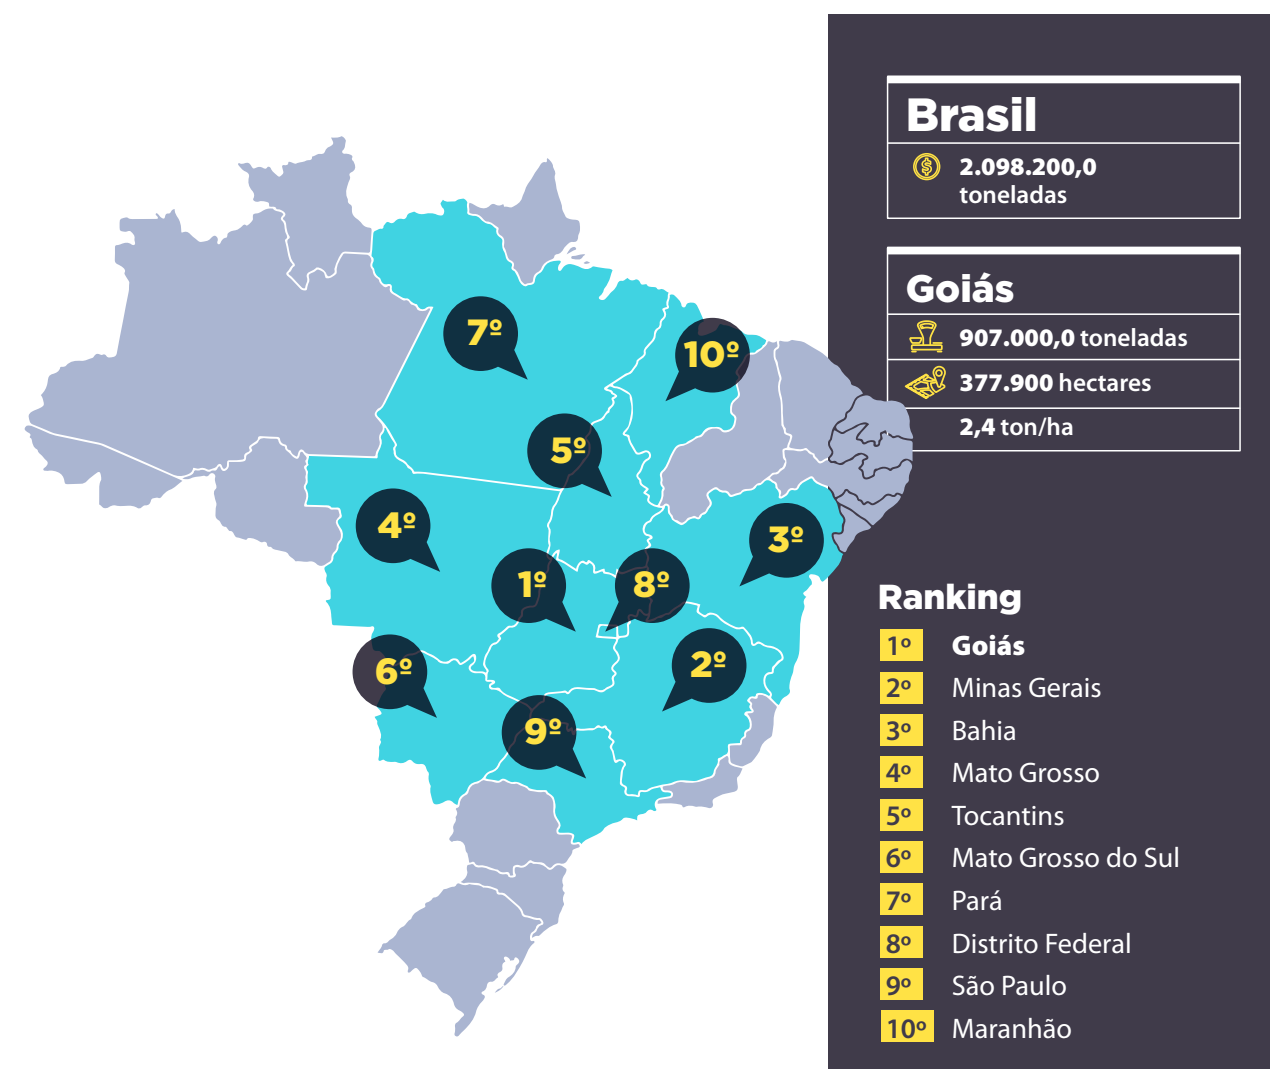 Brasil
2.098.200,0
toneladas
Goiás
907.000,0 toneladas
377.900 hectares
2,4 ton/ha
7º
10º
5º
4º
3º
1º
8º
6º
2º
9º
Ranking
1º Goiás
2º Minas Gerais
3º Bahia
4º Mato Grosso
5º Tocantins
6º Mato Grosso do Sul
7º Pará
8º Distrito Federal
9º São Paulo
10º Maranhão